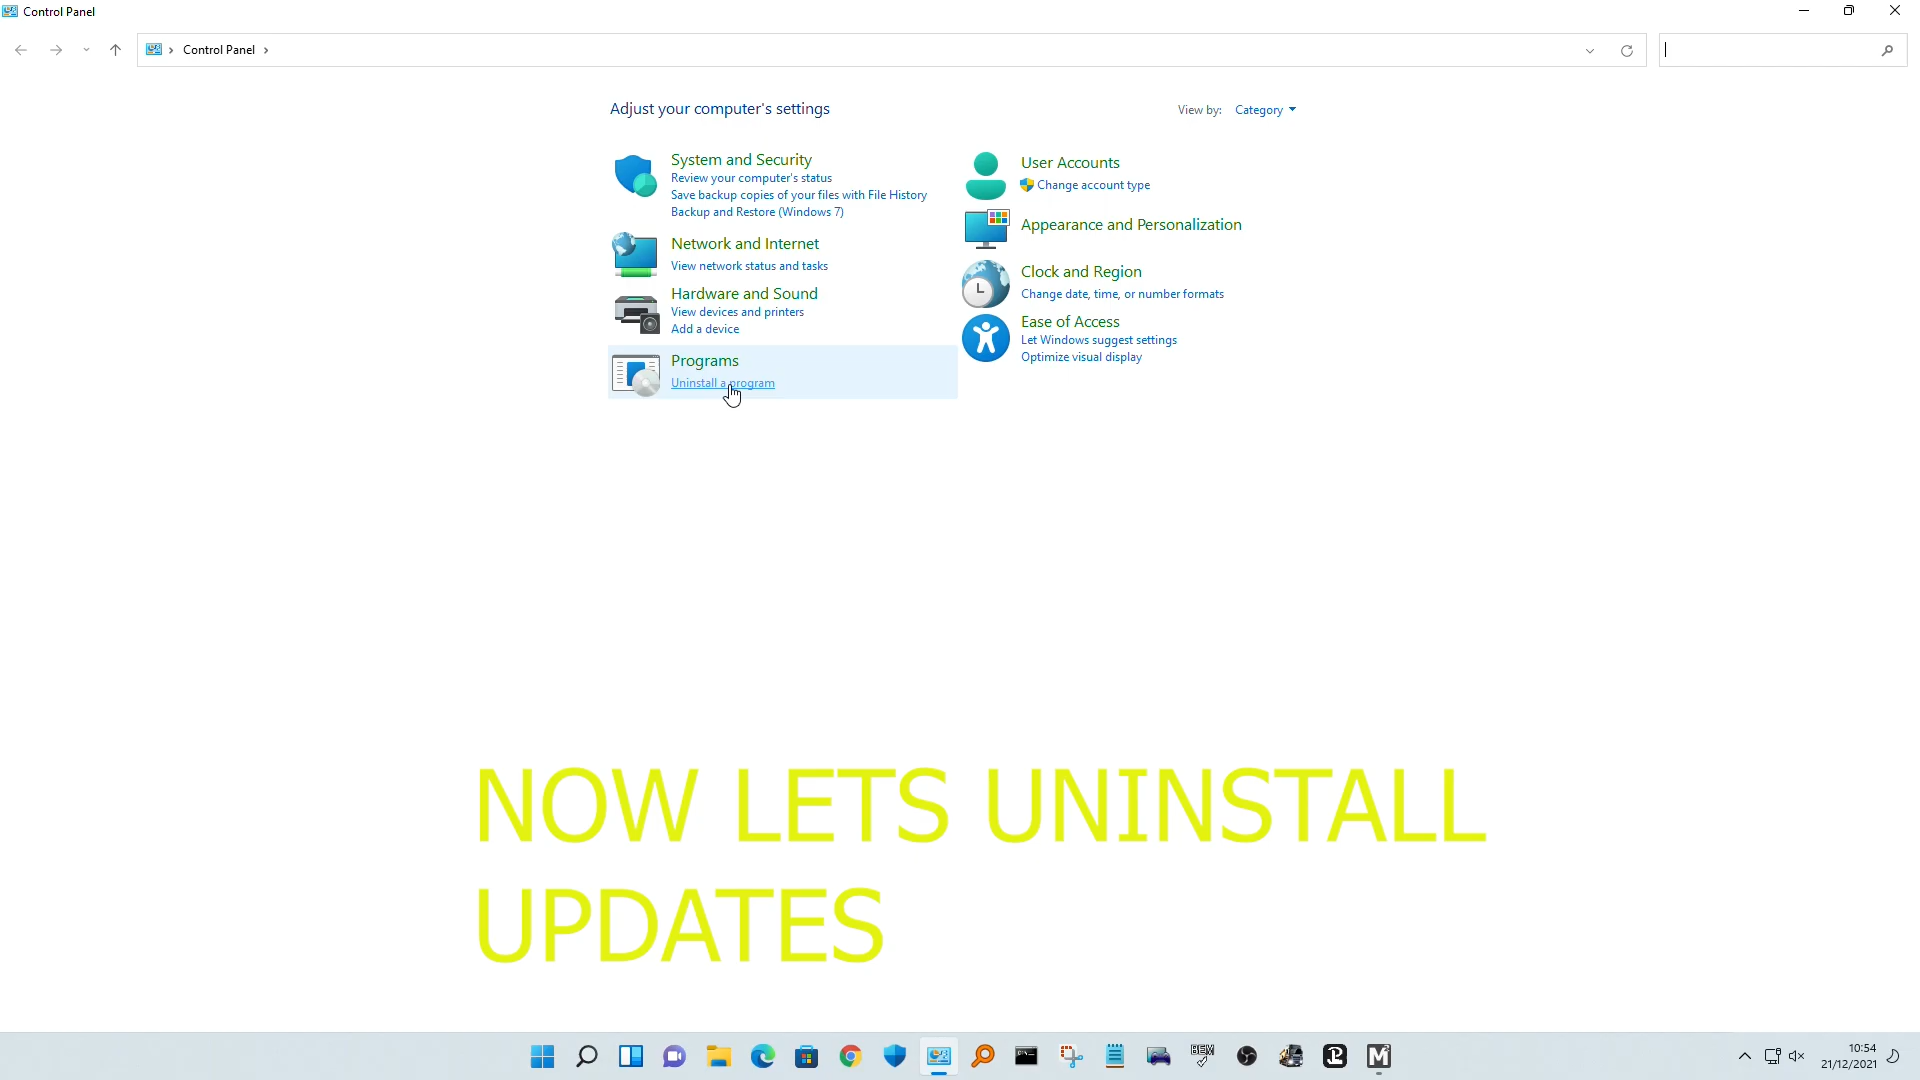 Control Panel
Control Panel
Adjust your computer's settings
View by: Category
System and Security
Review your computer's status
Save backup copies of your files with File History
Backup and Restore (Windows 7)
Network and Internet
View network status and tasks
Hardware and Sound
View devices and printers
Add a device
Programs
Uninstall a program
User Accounts
Change account type
Appearance and Personalization
Clock and Region
Change date, time, or number formats
Ease of Access
Let Windows suggest settings
Optimize visual display
NOW LETS UNINSTALL
UPDATES
BEM
10:54
21/12/2021